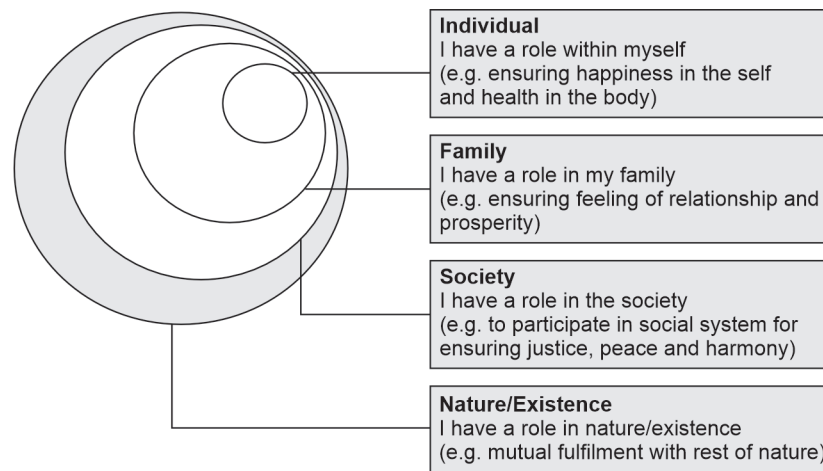 Individual
I have a role within myself
(e.g. ensuring happiness in the self
and health in the body)
Family
I have a role in my family
(e.g. ensuring feeling of relationship and
prosperity)
Society
I have a role in the society
(e.g. to participate in social system for
ensuring justice, peace and harmony)
Nature/Existence
I have a role in nature/existence
(e.g. mutual fulfilment with rest of nature)